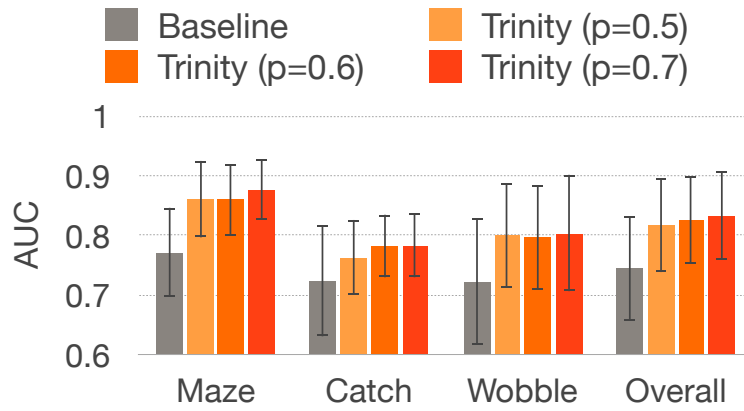 Baseline
Trinity (p=0.5)
Trinity (p=0.6)
Trinity (p=0.7)
1
0.9
0.8
0.7
0.6
AUC
Maze
Catch
Wobble
Overall